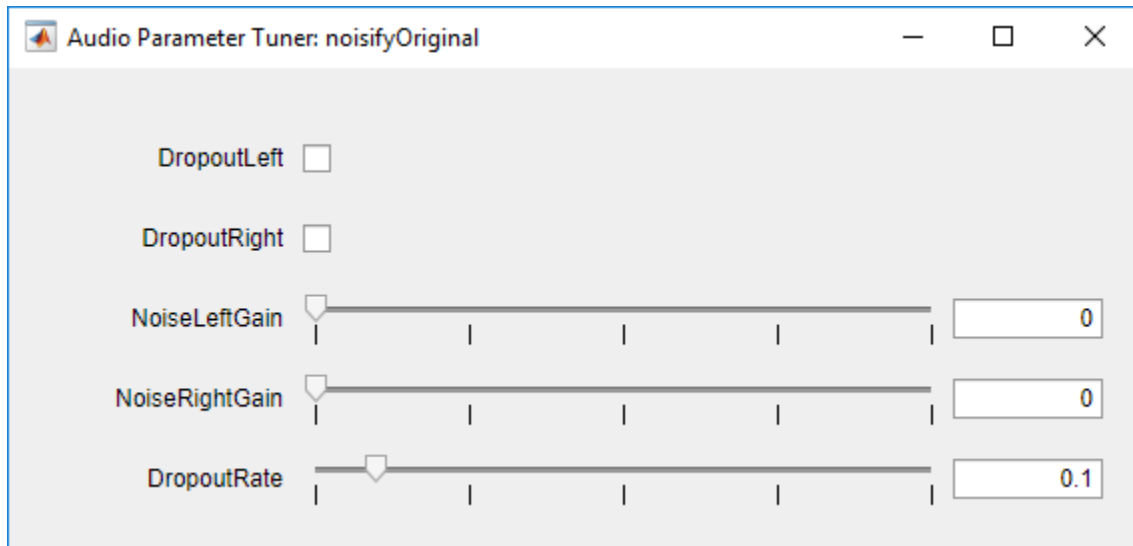 Audio Parameter Tuner: noisifyOriginal
DropoutLeft
DropoutRight
NoiseLeftGain 0
NoiseRightGain 0
DropoutRate 0.1